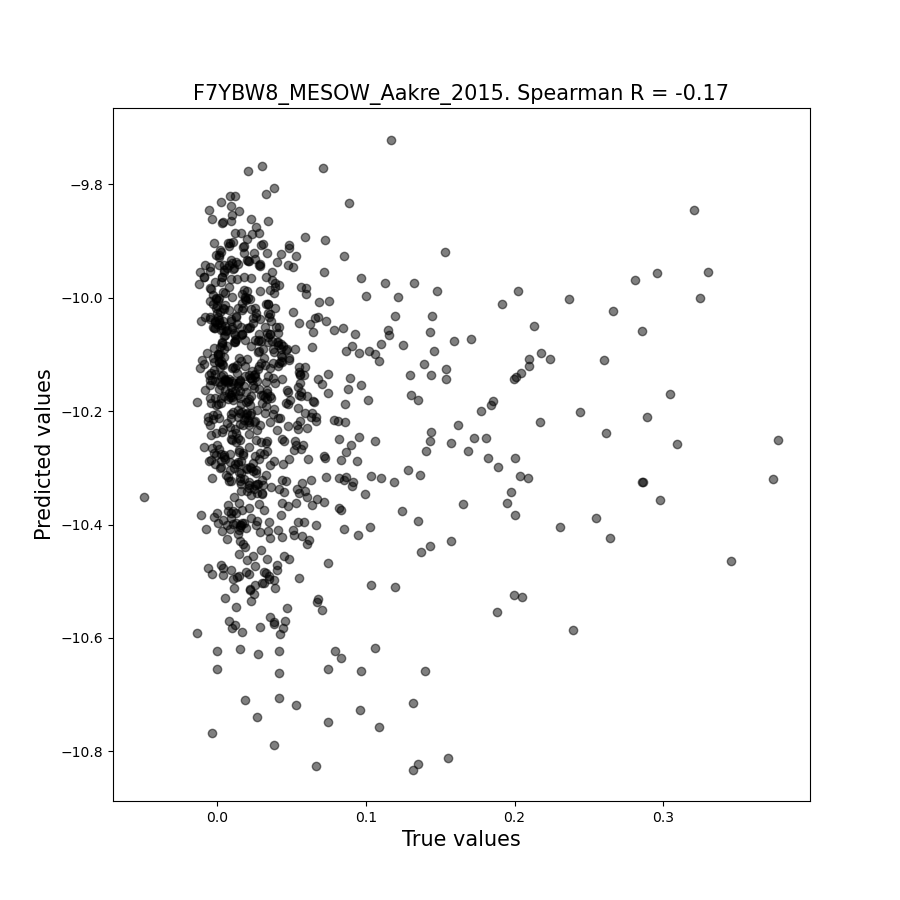 F7YBW8_MESOW_Aakre_2015. Spearman R = -0.17
Predicted values
−9.8
−10.0
−10.2
−10.4
−10.6
−10.8
0.0 0.1 0.2 0.3
True values